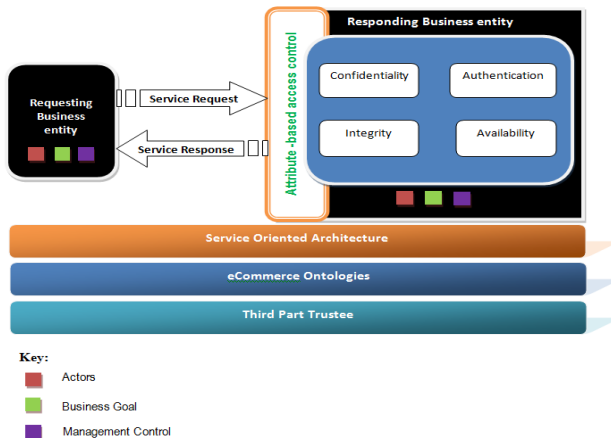 Responding Business entity
Attribute -based access control
Confidentiality
Authentication
Integrity
Availability
Requesting
Business
entity
Service Request
Service Response
Service Oriented Architecture
eCommerce Ontologies
Third Part Trustee
Key:
Actors
Business Goal
Management Control